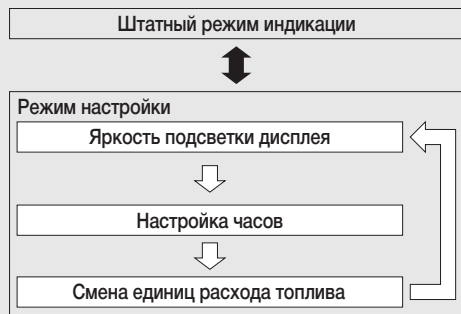 Штатный режим индикации
Режим настройки
Яркость подсветки дисплея
Настройка часов
Смена единиц расхода топлива